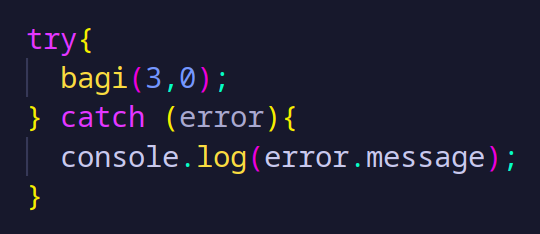 try{
  bagi(3,0);
} catch (error){
  console.log(error.message);
}